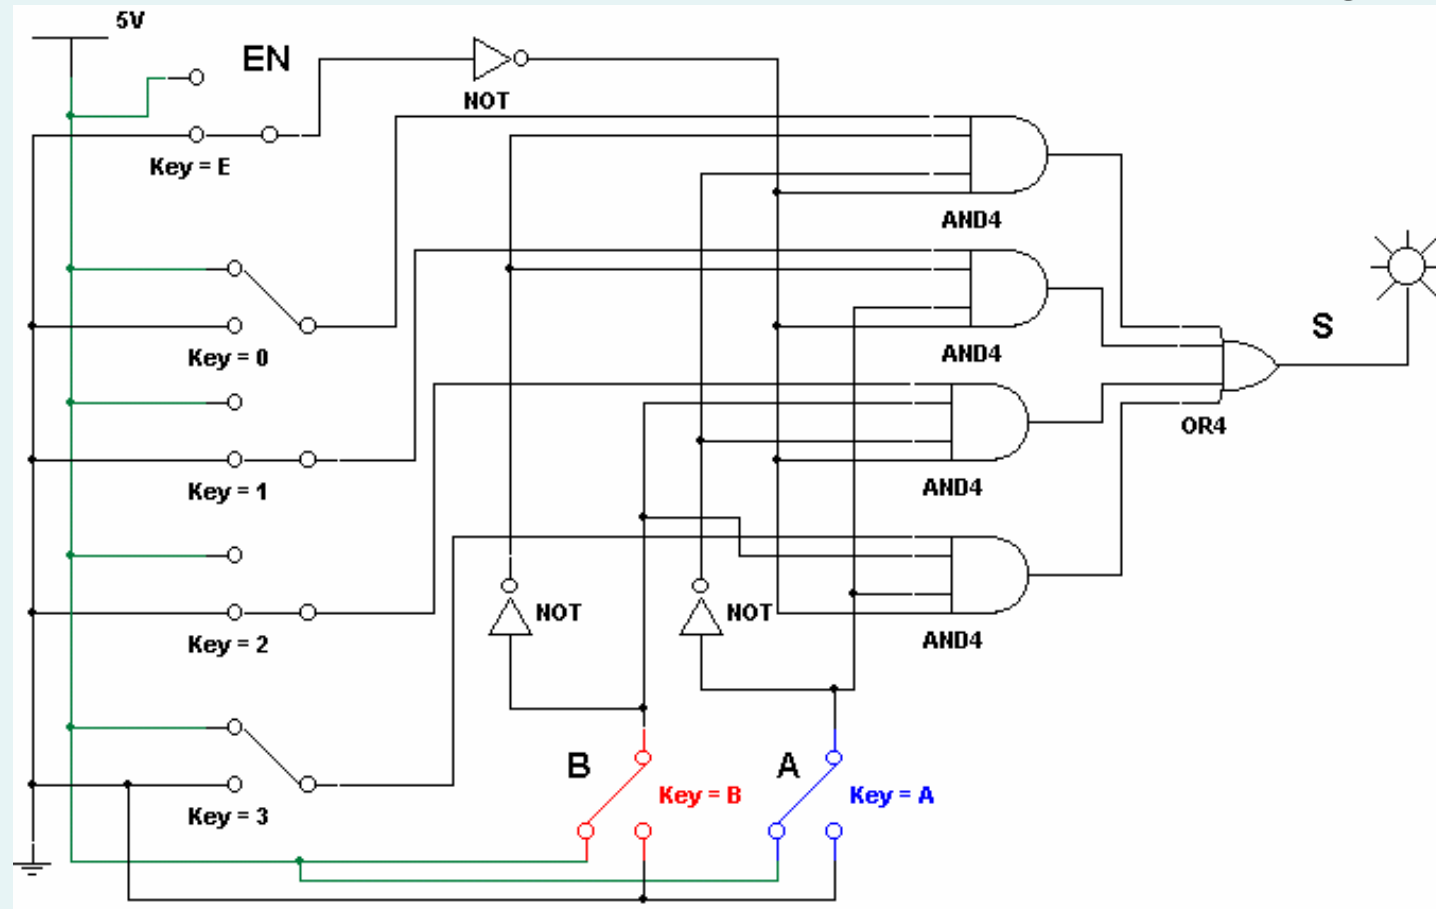 5V
EN
NOT
Key = E
AND4
Key = 0
AND4
S
OR4
Key = 1
AND4
NOT
NOT
Key = 2
AND4
B
A
Key = B
Key = A
Key = 3